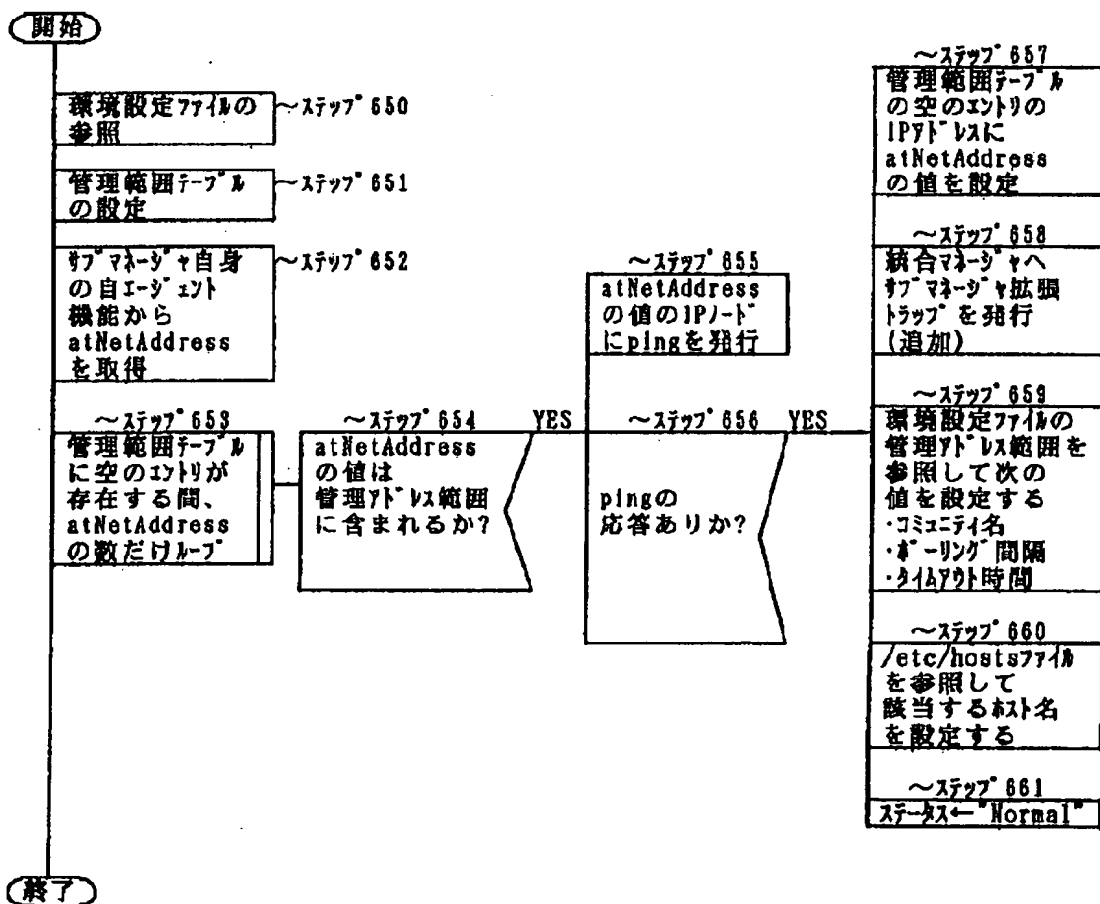 開始
環境設定ファイルの
参照
～ステップ650
管理範囲テーブル
の設定
～ステップ651
サブマネージャ自身
の自エージェント
機能から
atNetAddress
を取得
～ステップ652
～ステップ653
管理範囲テーブル
に空のエントリが
存在する間、
atNetAddress
の数だけループ
～ステップ654
YES
atNetAddress
の値は
管理アドレス範囲
に含まれるか?
～ステップ655
atNetAddress
の値のIPノード
にpingを発行
～ステップ656
YES
pingの
応答ありか?
～ステップ657
管理範囲テーブル
の空のエントリの
IPアドレスに
atNetAddress
の値を設定
～ステップ658
統合マネージャへ
サブマネージャ拡張
トラップを発行
(追加)
～ステップ659
環境設定ファイルの
管理アドレス範囲を
参照して次の
値を設定する
・コミュニティ名
・ポーリング間隔
・タイムアウト時間
～ステップ660
/etc/hostsファイル
を参照して
該当するホスト名
を設定する
～ステップ661
ステータス←"Normal"
終了